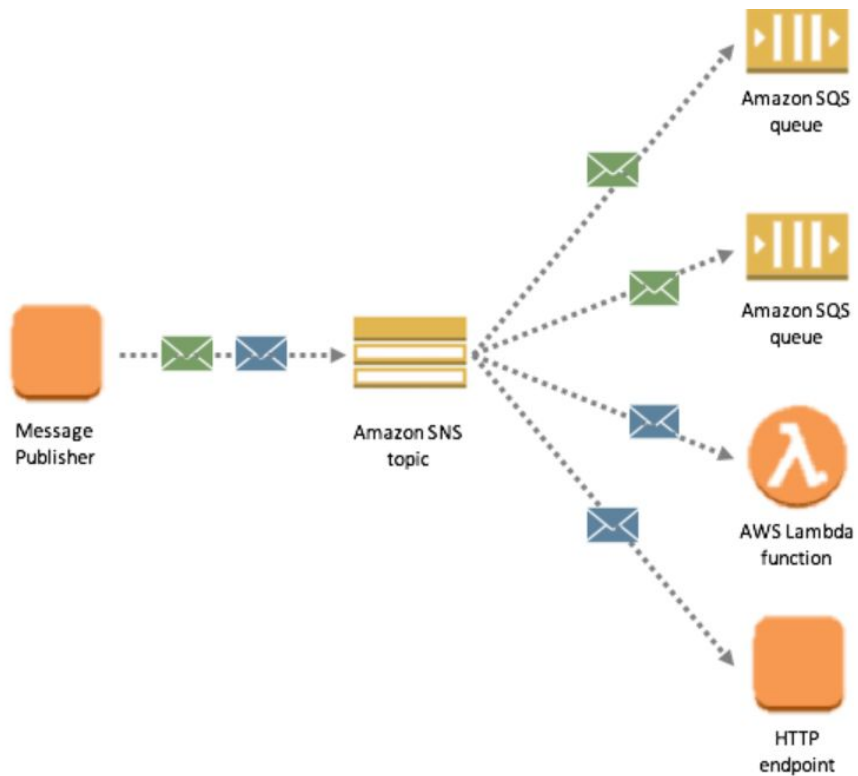 Amazon SQS
queue
Amazon SQS
queue
Message
Publisher
Amazon SNS
topic
λ
AWS Lambda
function
HTTP
endpoint